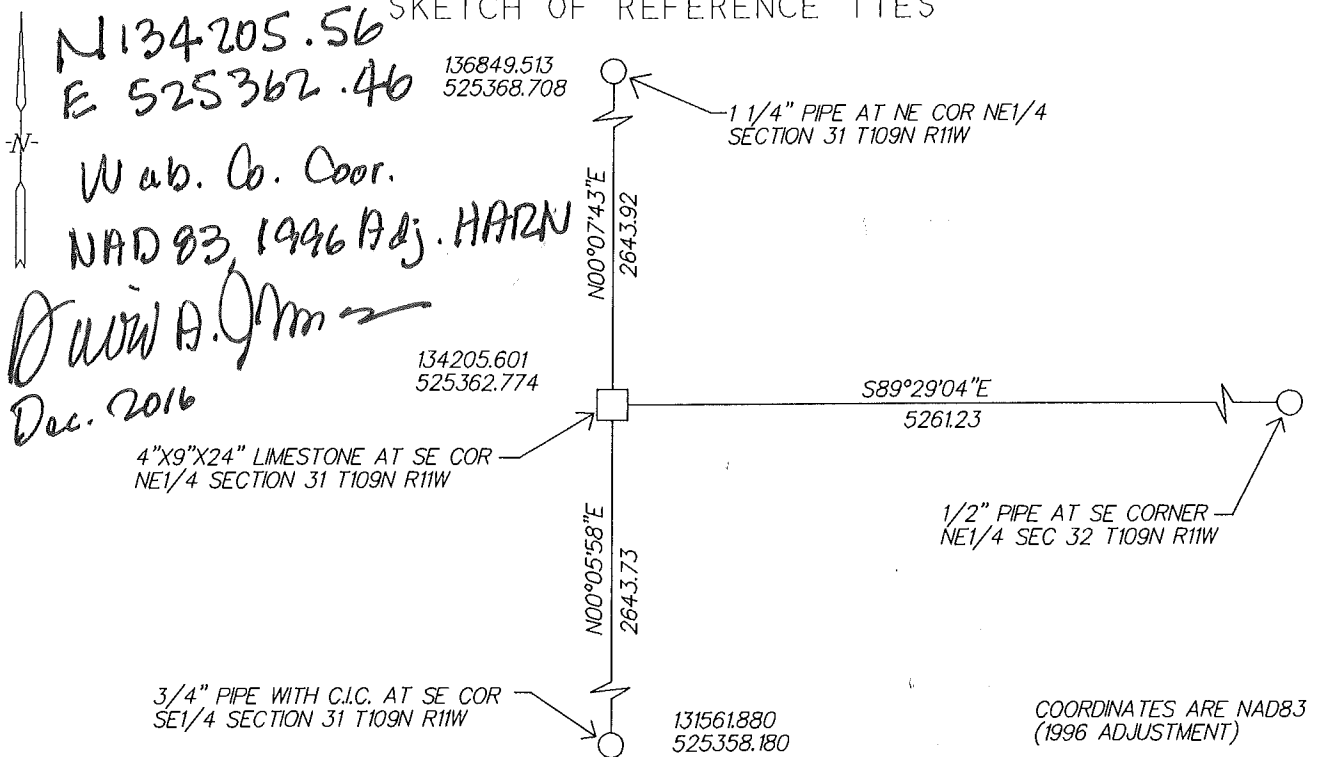 SKETCH OF REFERENCE TIES
N134205.56
E 525362.46
136849.513
525368.708
1 1/4" PIPE AT NE COR NE1/4
SECTION 31 T109N R11W
-N-
Wab. Co. Coor.
NAD 83, 1996 Adj. HARN
N00°07'43"E
2643.92
David A.
Dec. 2016
134205.601
525362.774
S89°29'04"E
5261.23
4"X9"X24" LIMESTONE AT SE COR
NE1/4 SECTION 31 T109N R11W
1/2" PIPE AT SE CORNER
NE1/4 SEC 32 T109N R11W
N00°05'58"E
2643.73
3/4" PIPE WITH C.I.C. AT SE COR
SE1/4 SECTION 31 T109N R11W
131561.880
525358.180
COORDINATES ARE NAD83
(1996 ADJUSTMENT)